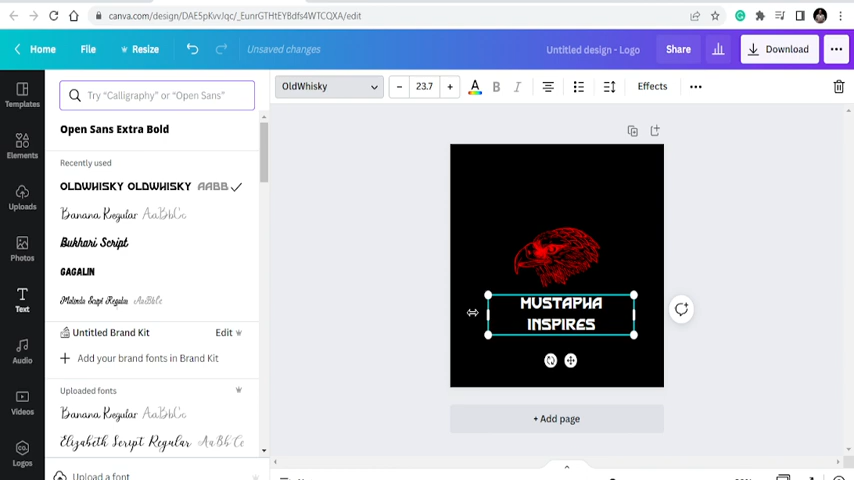 canva.com/design/DAE5pKvvJqc/_EunrGTHtEYBdfs4WTCQXA/edit
Home File Resize Unsaved changes Untitled design - Logo Share Download
Templates
Elements
Uploads
Photos
Text
Audio
Videos
CO.
Logos
Try “Calligraphy” or “Open Sans”
Open Sans Extra Bold
Recently used
OLDWHISKY OLDWHISKY AABB
Banana Regular AaBbCc
Bukhari Script
GAGALIN
Untitled Brand Kit Edit
Add your brand fonts in Brand Kit
Uploaded fonts
Banana Regular AaBbCc
Elizabeth Script Regular AaBbCc
Upload a font
OldWhisky – 23.7 + A B I Effects
MUSTAPHA
INSPIRES
+ Add page